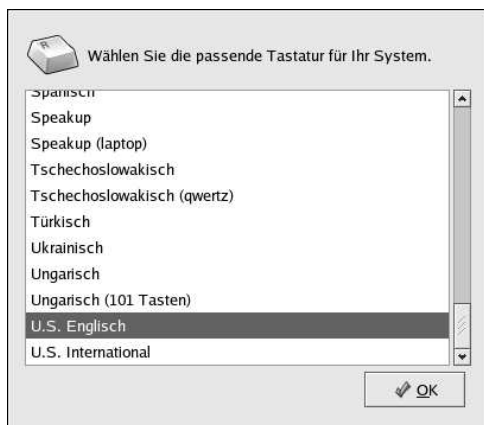 R
Wählen Sie die passende Tastatur für Ihr System.
Spanisch
Speakup
Speakup (laptop)
Tschechoslowakisch
Tschechoslowakisch (qwertz)
Türkisch
Ukrainisch
Ungarisch
Ungarisch (101 Tasten)
U.S. Englisch
U.S. International
OK